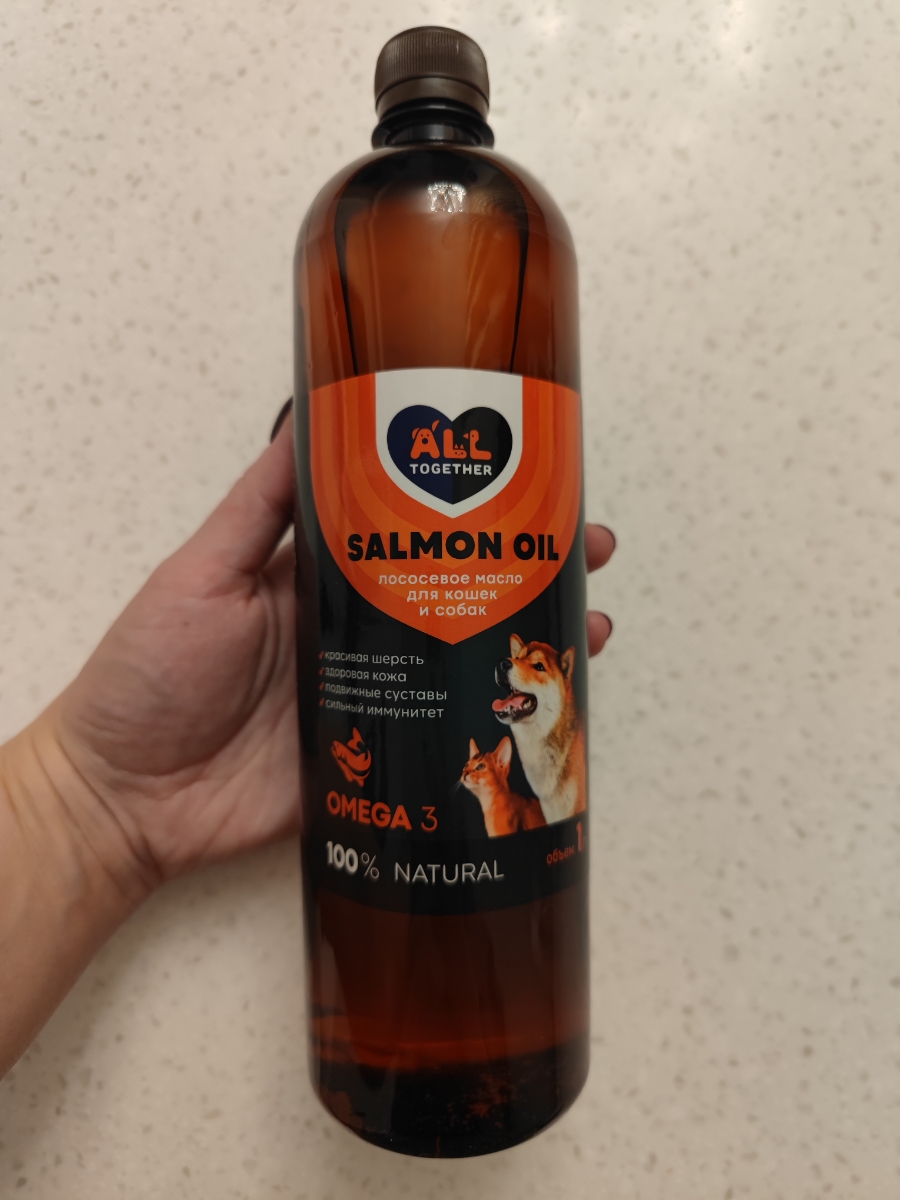 ALL
TOGETHER
SALMON OIL
лососевое масло
для кошек
и собак
красивая шерсть
здоровая кожа
подвижные суставы
сильный иммунитет
OMEGA 3
100% NATURAL
объем 1